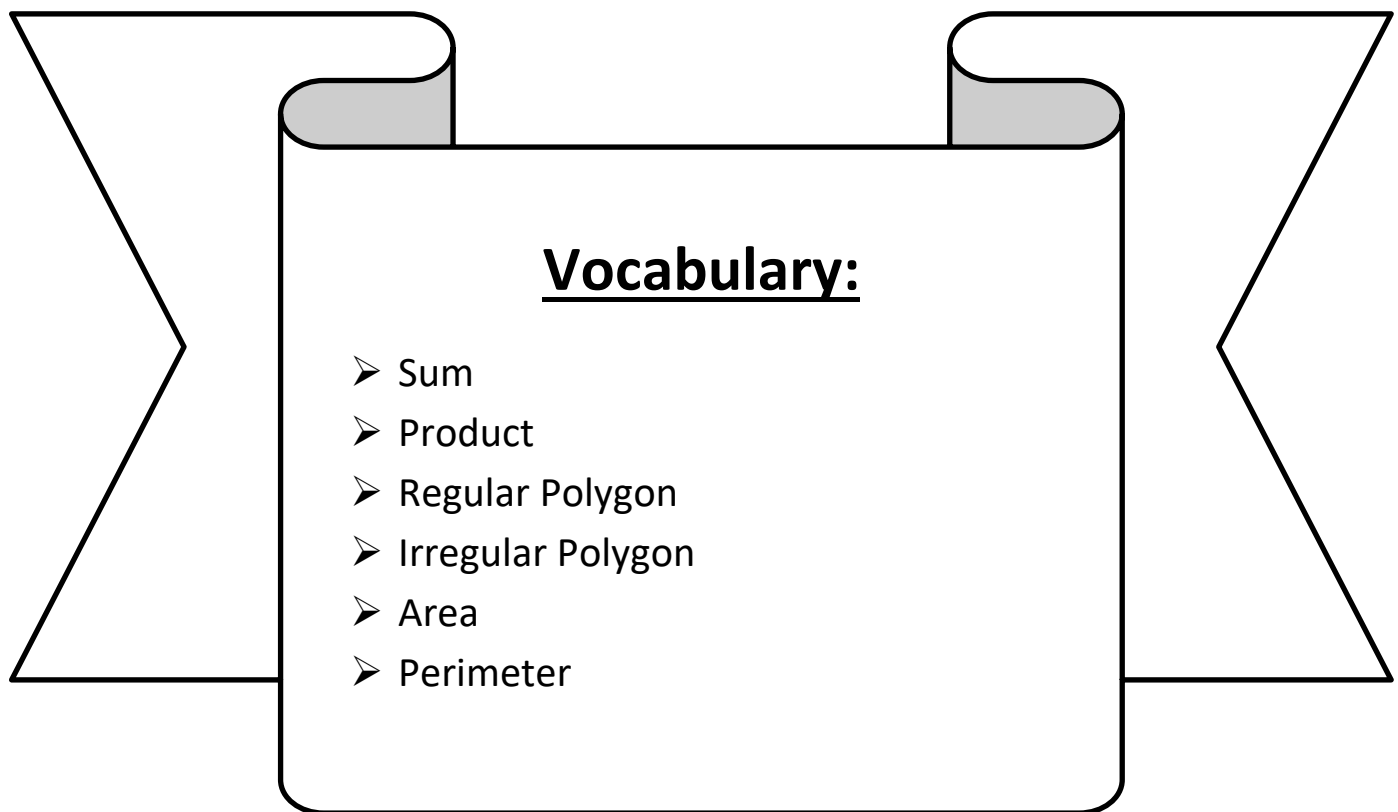 Vocabulary:
➢ Sum
➢ Product
➢ Regular Polygon
➢ Irregular Polygon
➢ Area
➢ Perimeter